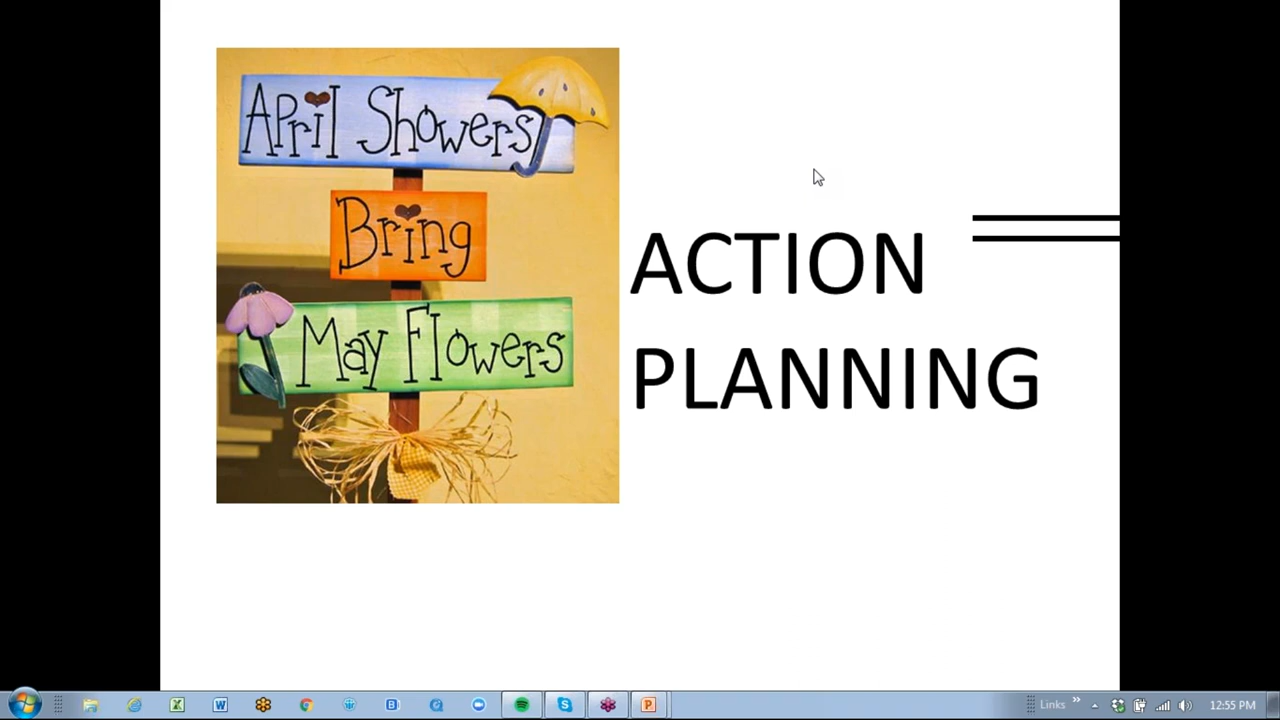 April Showers
Bring
May Flowers
ACTION
PLANNING
Links
12:55 PM